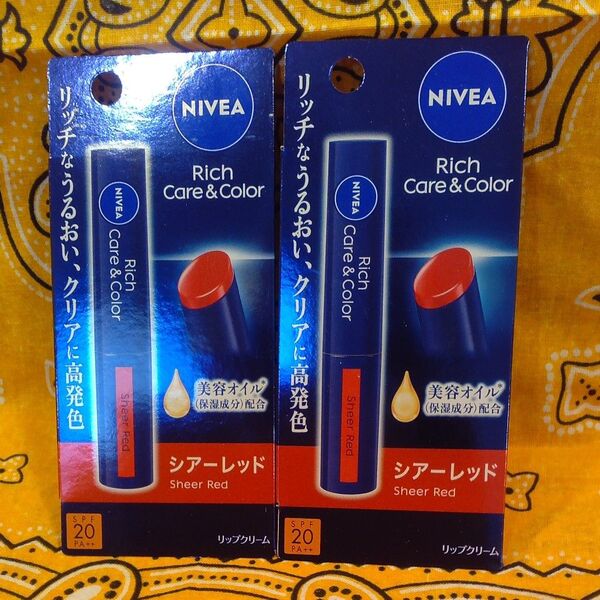 NIVEA
Rich
Care & Color
リッチなうるおい、クリアに高発色
NIVEA
Rich
Care & Color
Sheer Red
美容オイル*
(保湿成分)配合
シアーレッド
Sheer Red
SPF
20
PA++
リップクリーム
NIVEA
Rich
Care & Color
リッチなうるおい、クリアに高発色
NIVEA
Rich
Care & Color
Sheer Red
美容オイル*
(保湿成分)配合
シアーレッド
Sheer Red
SPF
20
PA++
リップクリーム